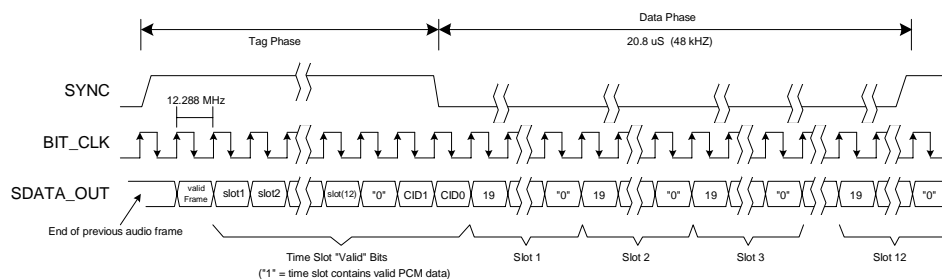 Tag Phase
Data Phase
20.8 uS (48 kHZ)
SYNC
12.288 MHz
BIT_CLK
SDATA_OUT
valid Frame slot1 slot2 slot(12) "0" CID1 CID0 19 "0" 19 "0" 19 "0" 19 "0"
End of previous audio frame
Time Slot "Valid" Bits
("1" = time slot contains valid PCM data)
Slot 1
Slot 2
Slot 3
Slot 12